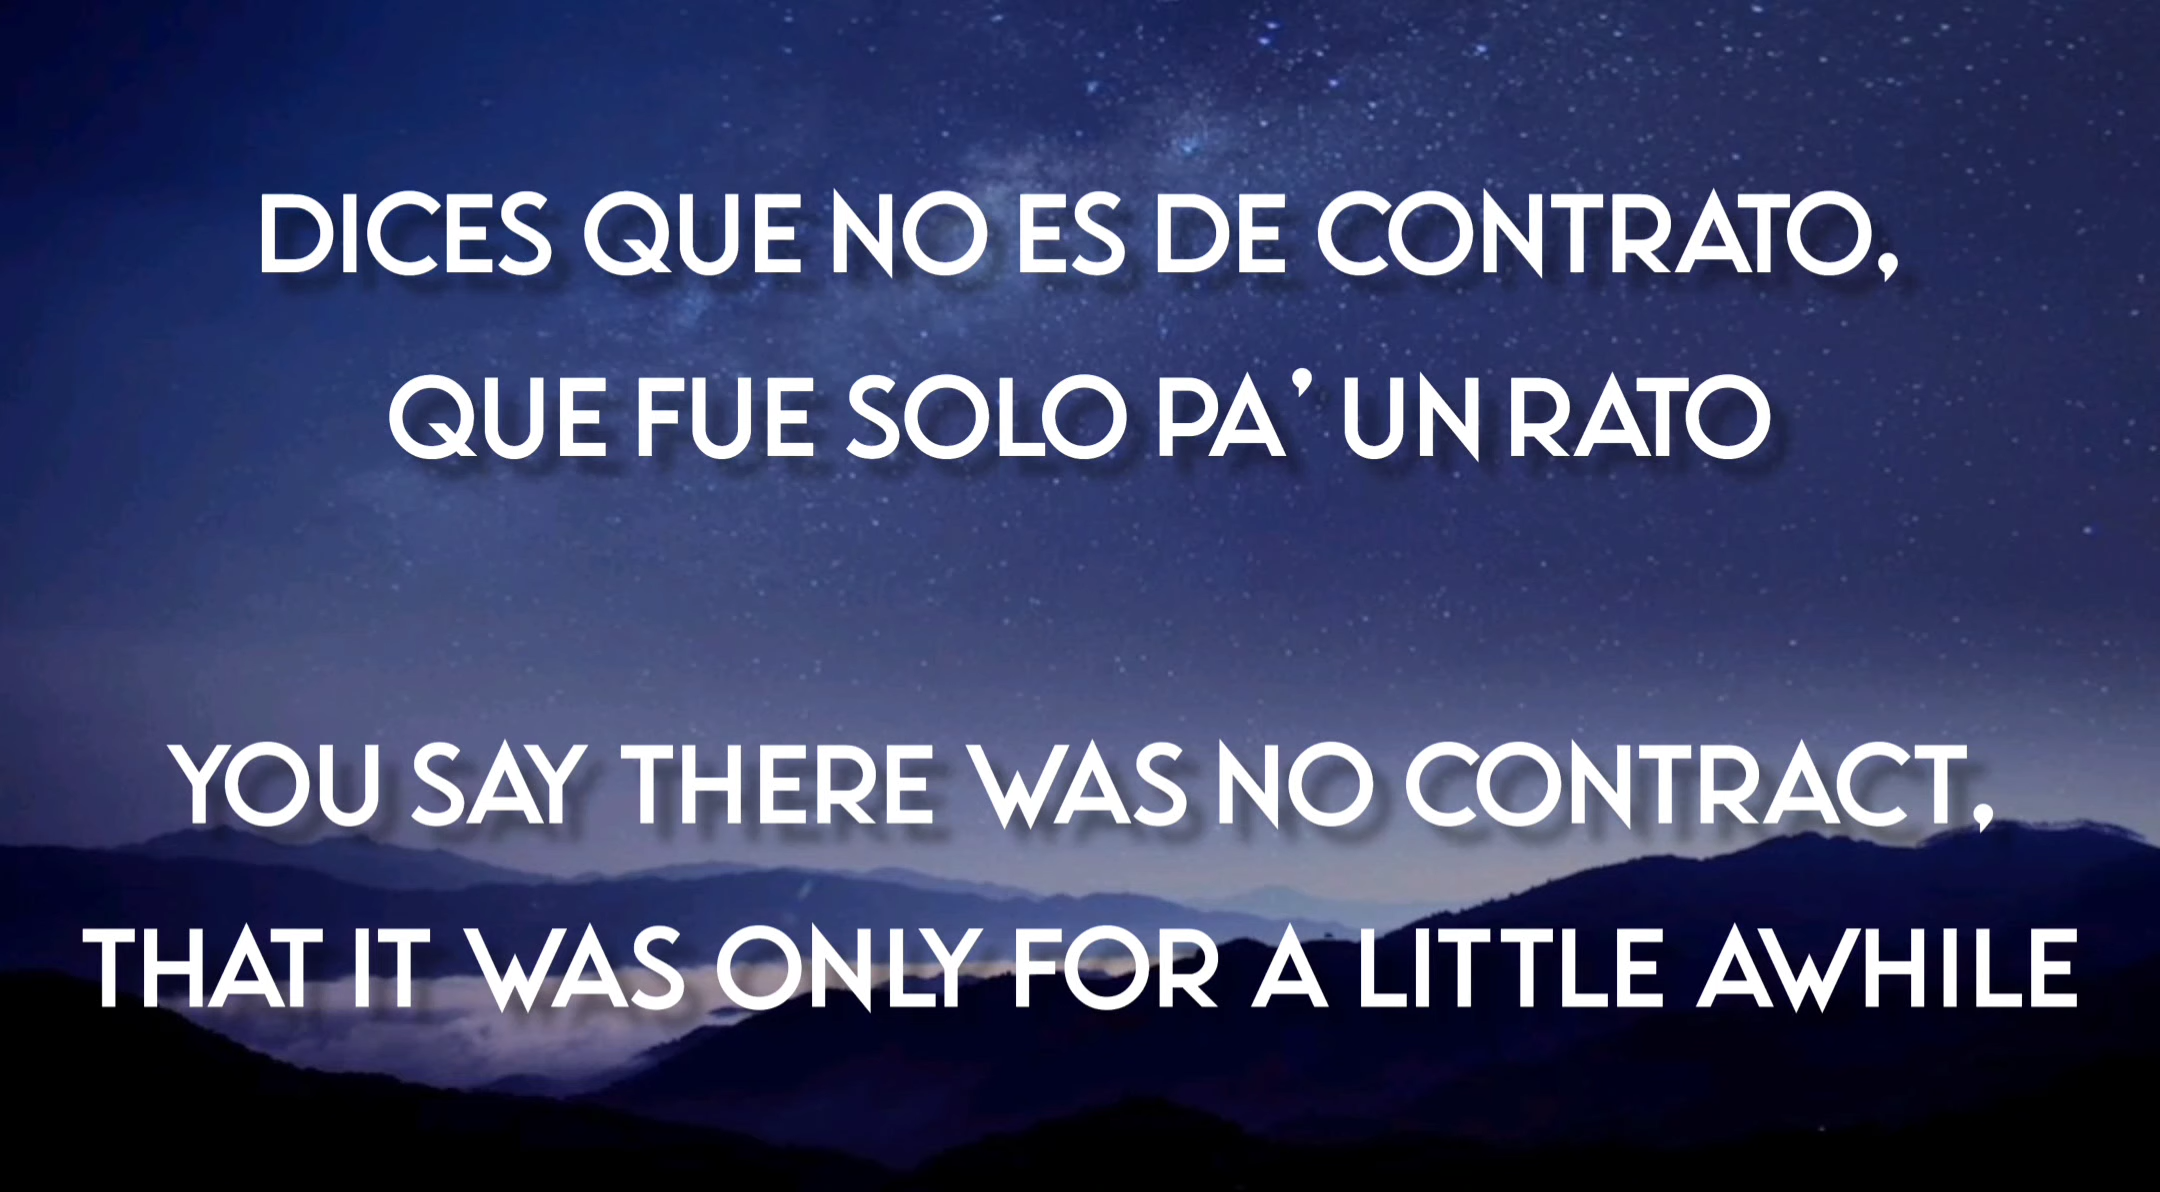 DICES QUE NO ES DE CONTRATO,
QUE FUE SOLO PA' UN RATO
YOU SAY THERE WAS NO CONTRACT,
THAT IT WAS ONLY FOR A LITTLE AWHILE